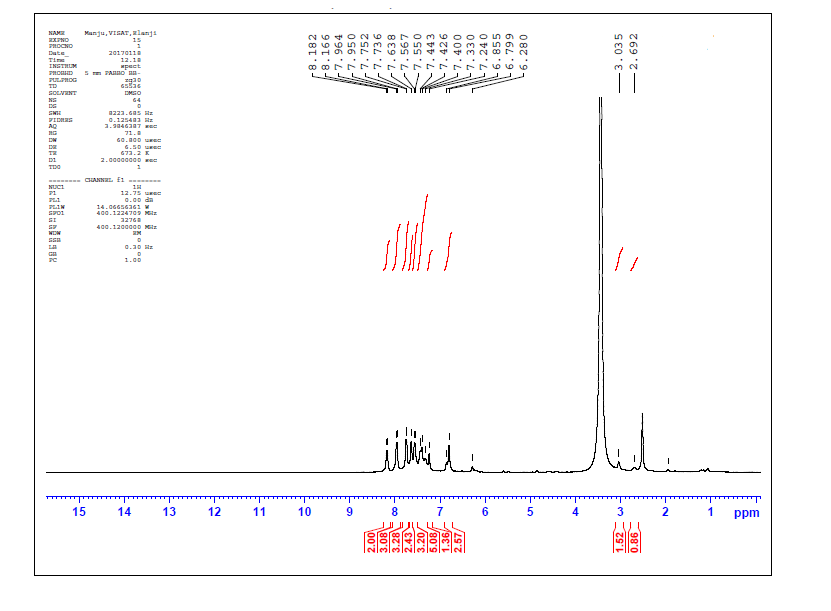 NAME Manju,VISAT,Elanji
EXPNO 15
PROCNO 1
Date_ 20170118
Time 12.18
INSTRUM spect
PROBHD 5 mm PABBO BB-
PULPROG zg30
TD 65536
SOLVENT DMSO
NS 64
DS 0
SWH 8223.685 Hz
FIDRES 0.125483 Hz
AQ 3.9846387 sec
RG 71.8
DW 60.800 usec
DE 6.50 usec
TE 673.2 K
D1 2.00000000 sec
TD0 1
======== CHANNEL f1 ========
NUC1 1H
P1 12.75 usec
PL1 0.00 dB
PL1W 14.06656361 W
SFO1 400.1224709 MHz
SI 32768
SF 400.1200000 MHz
WDW EM
SSB 0
LB 0.30 Hz
GB 0
PC 1.00
8.182
8.166
7.964
7.950
7.752
7.736
7.638
7.567
7.550
7.443
7.426
7.400
7.330
7.240
6.855
6.799
6.280
3.035
2.692
15 14 13 12 11 10 9 8 7 6 5 4 3 2 1 ppm
2.00
3.08
3.28
2.43
3.20
5.08
1.36
2.57
1.52
0.86